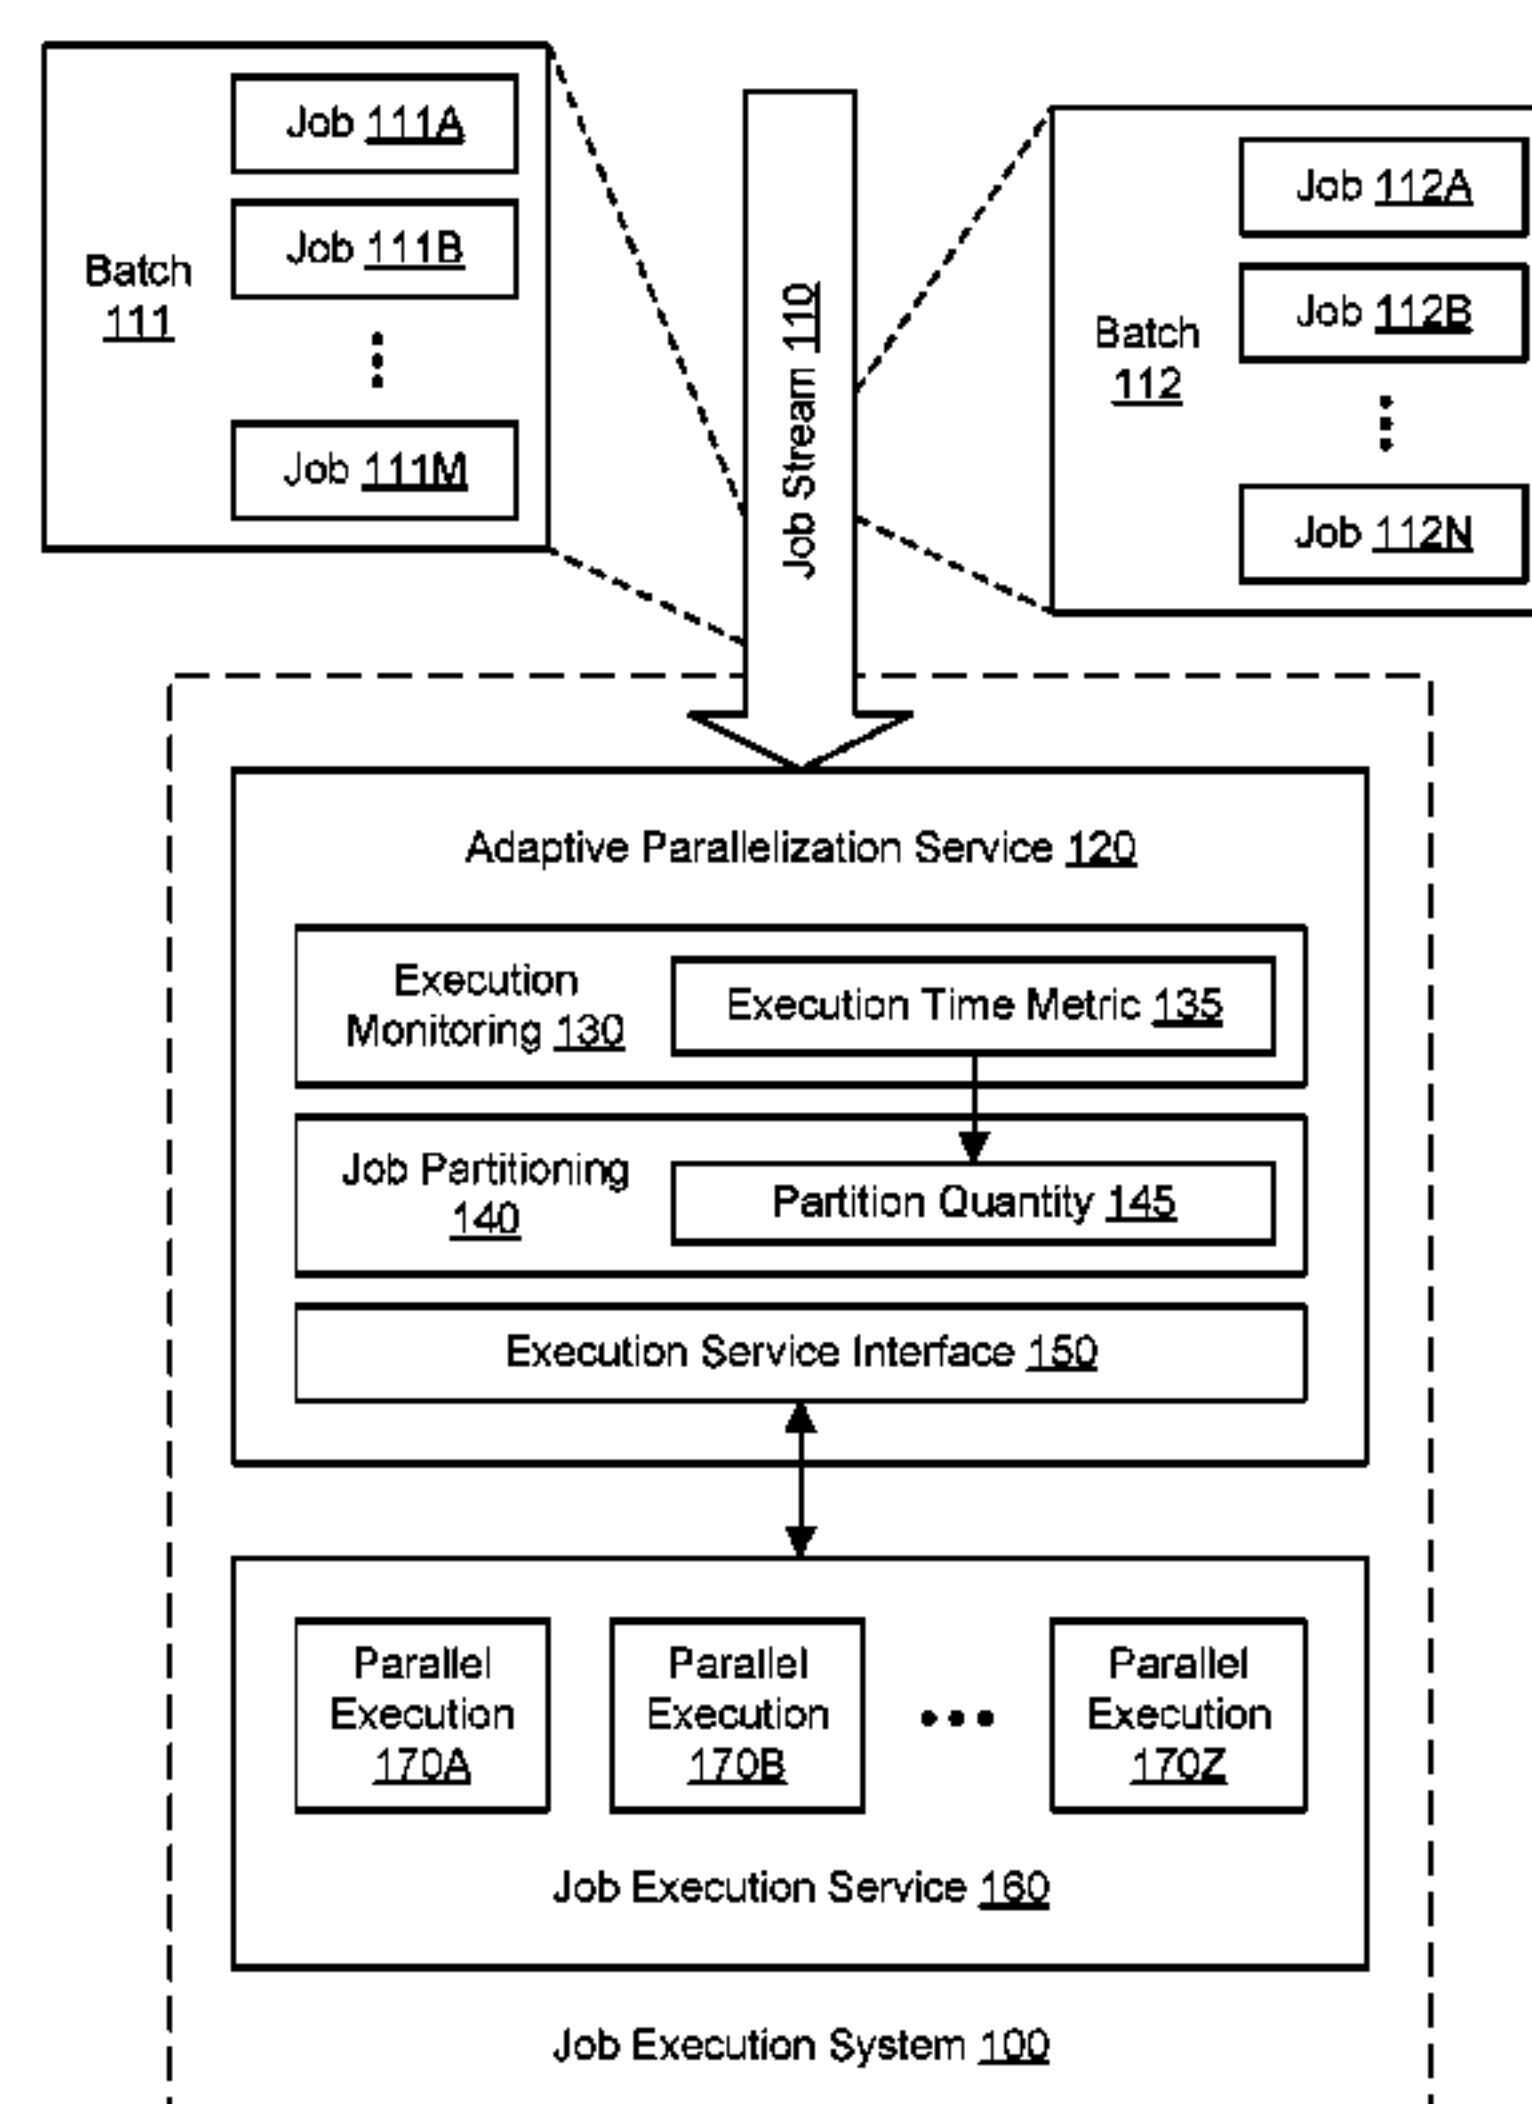 Job 111A
Job 111B
Batch
111
Job 111M
Job Stream 110
Job 112A
Job 112B
Batch
112
Job 112N
Adaptive Parallelization Service 120
Execution
Monitoring 130
Execution Time Metric 135
Job Partitioning
140
Partition Quantity 145
Execution Service Interface 150
Parallel
Execution
170A
Parallel
Execution
170B
Parallel
Execution
170Z
Job Execution Service 160
Job Execution System 100